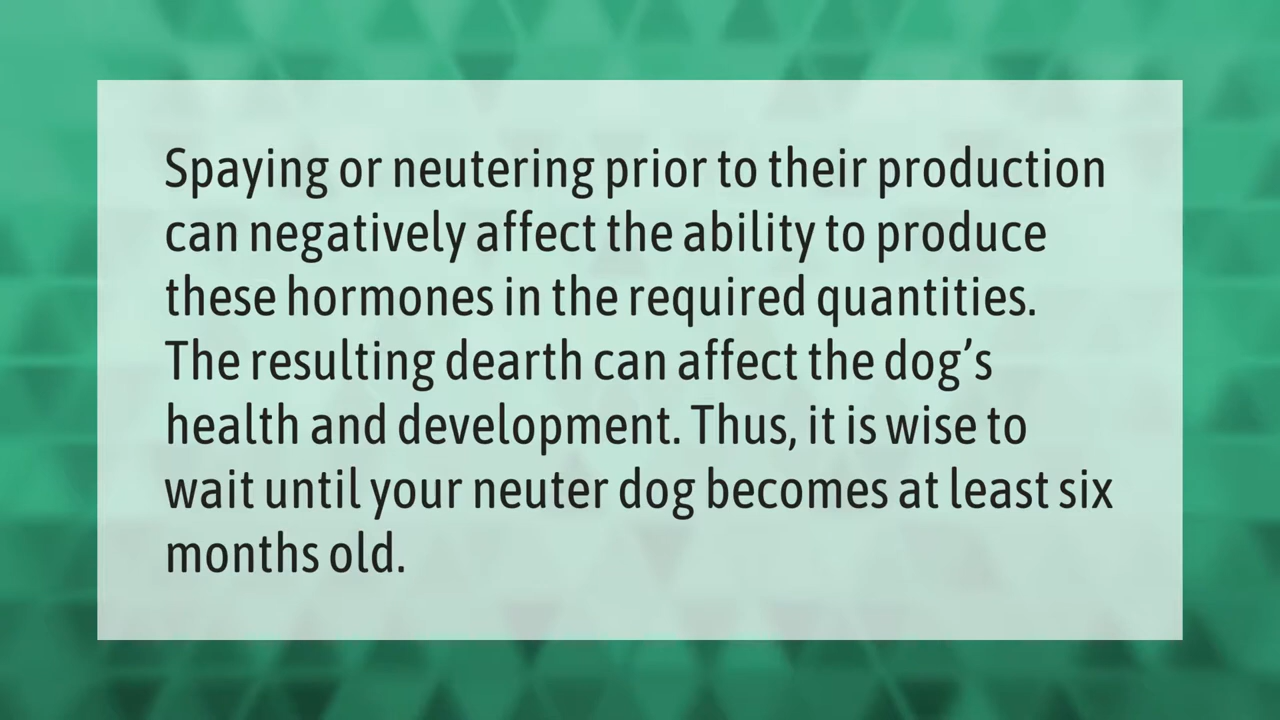 Spaying or neutering prior to their production
can negatively affect the ability to produce
these hormones in the required quantities.
The resulting dearth can affect the dog’s
health and development. Thus, it is wise to
wait until your neuter dog becomes at least six
months old.